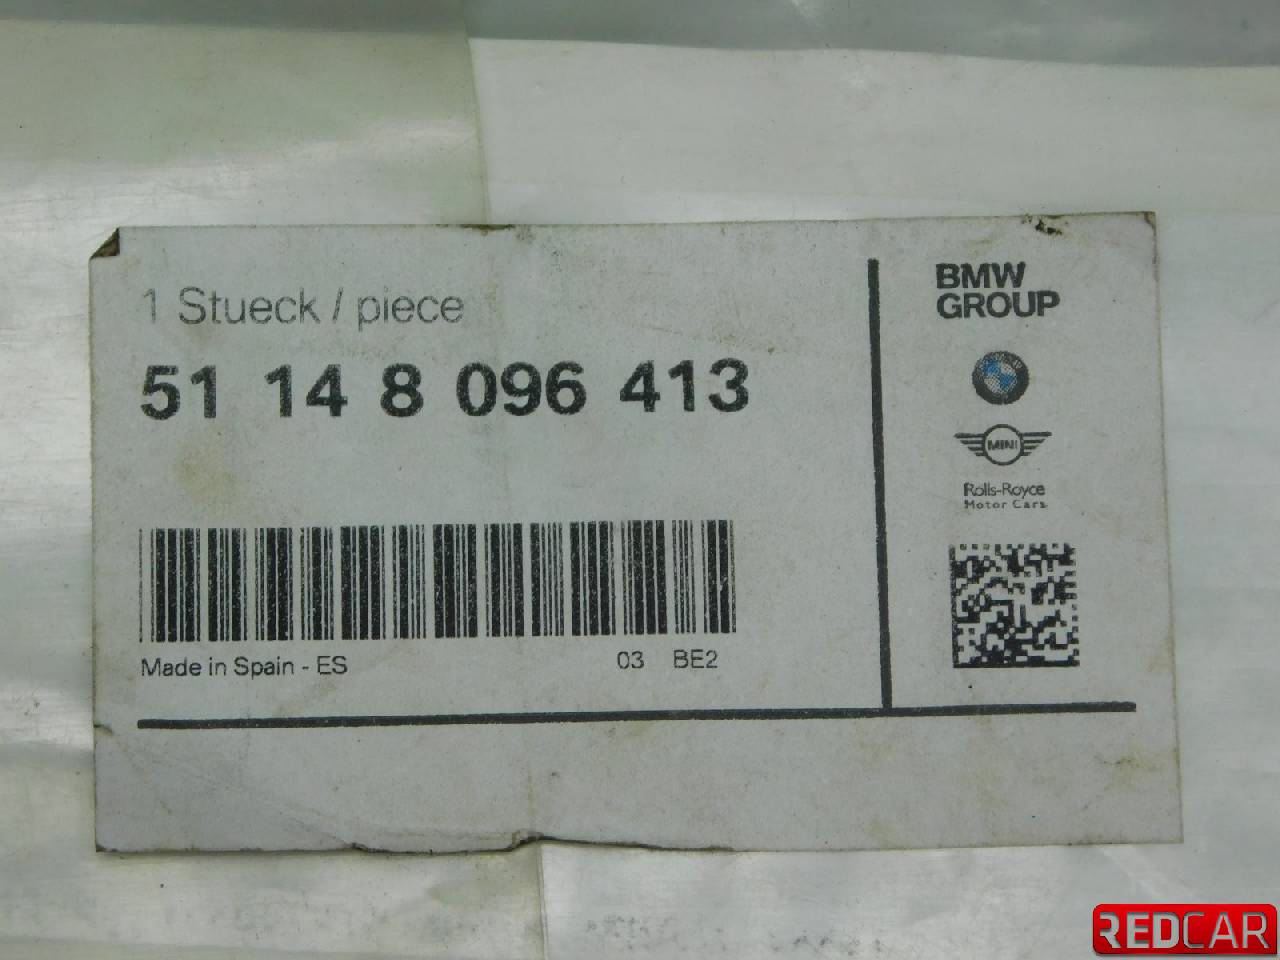 1 Stueck / piece
51 14 8 096 413
Made in Spain - ES
03 BE2
BMW
GROUP
MINI
Rolls-Royce
Motor Cars
REDCAR